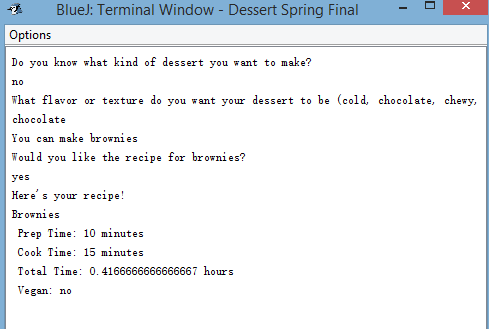 BlueJ: Terminal Window - Dessert Spring Final
Options
Do you know what kind of dessert you want to make?
no
What flavor or texture do you want your dessert to be (cold, chocolate, chewy,
chocolate
You can make brownies
Would you like the recipe for brownies?
yes
Here's your recipe!
Brownies
Prep Time: 10 minutes
Cook Time: 15 minutes
Total Time: 0.4166666666666667 hours
Vegan: no